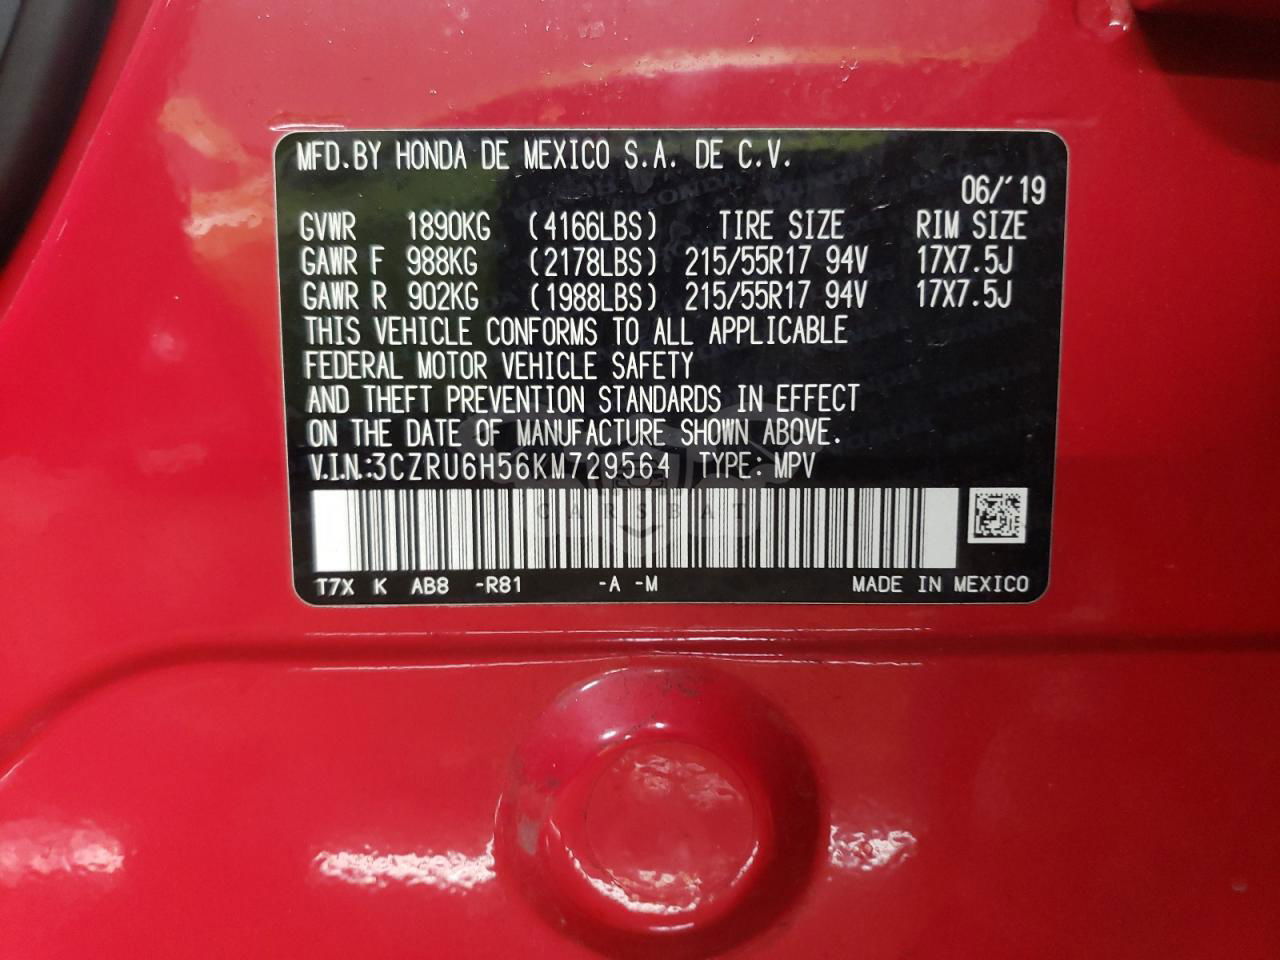 MFD.BY HONDA DE MEXICO S.A. DE C.V.
06/'19
GVWR 1890KG (4166LBS) TIRE SIZE RIM SIZE
GAWR F 988KG (2178LBS) 215/55R17 94V 17X7.5J
GAWR R 902KG (1988LBS) 215/55R17 94V 17X7.5J
THIS VEHICLE CONFORMS TO ALL APPLICABLE
FEDERAL MOTOR VEHICLE SAFETY
AND THEFT PREVENTION STANDARDS IN EFFECT
ON THE DATE OF MANUFACTURE SHOWN ABOVE.
V.I.N.:3CZRU6H56KM729564 TYPE: MPV
CARSBAT
T7X K AB8 -R81 -A -M MADE IN MEXICO